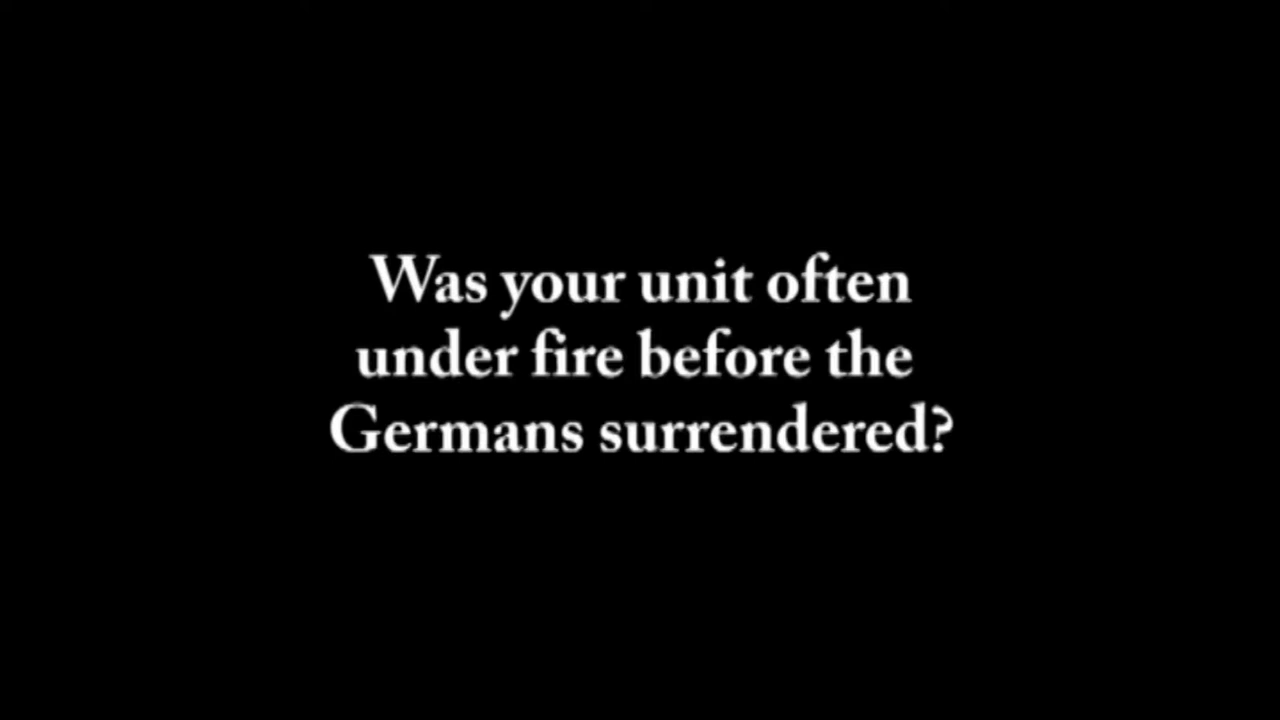 Was your unit often
under fire before the
Germans surrendered?